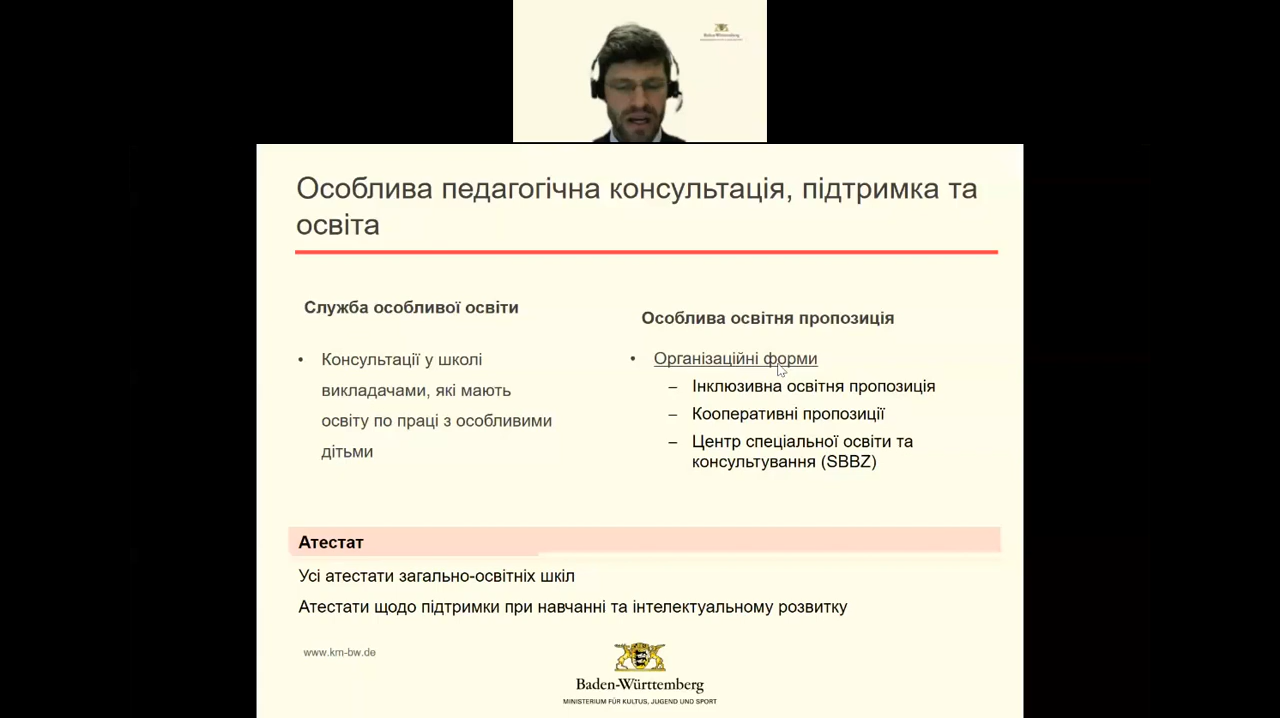 Baden-Württemberg
Особлива педагогічна консультація, підтримка та
освіта
Служба особливої освіти
• Консультації у школі
викладачами, які мають
освіту по праці з особливими
дітьми
Особлива освітня пропозиція
• Організаційні форми
– Інклюзивна освітня пропозиція
– Кооперативні пропозиції
– Центр спеціальної освіти та
консультування (SBBZ)
Атестат
Усі атестати загально-освітніх шкіл
Атестати щодо підтримки при навчанні та інтелектуальному розвитку
www.km-bw.de
Baden-Württemberg
MINISTERIUM FÜR KULTUS, JUGEND UND SPORT